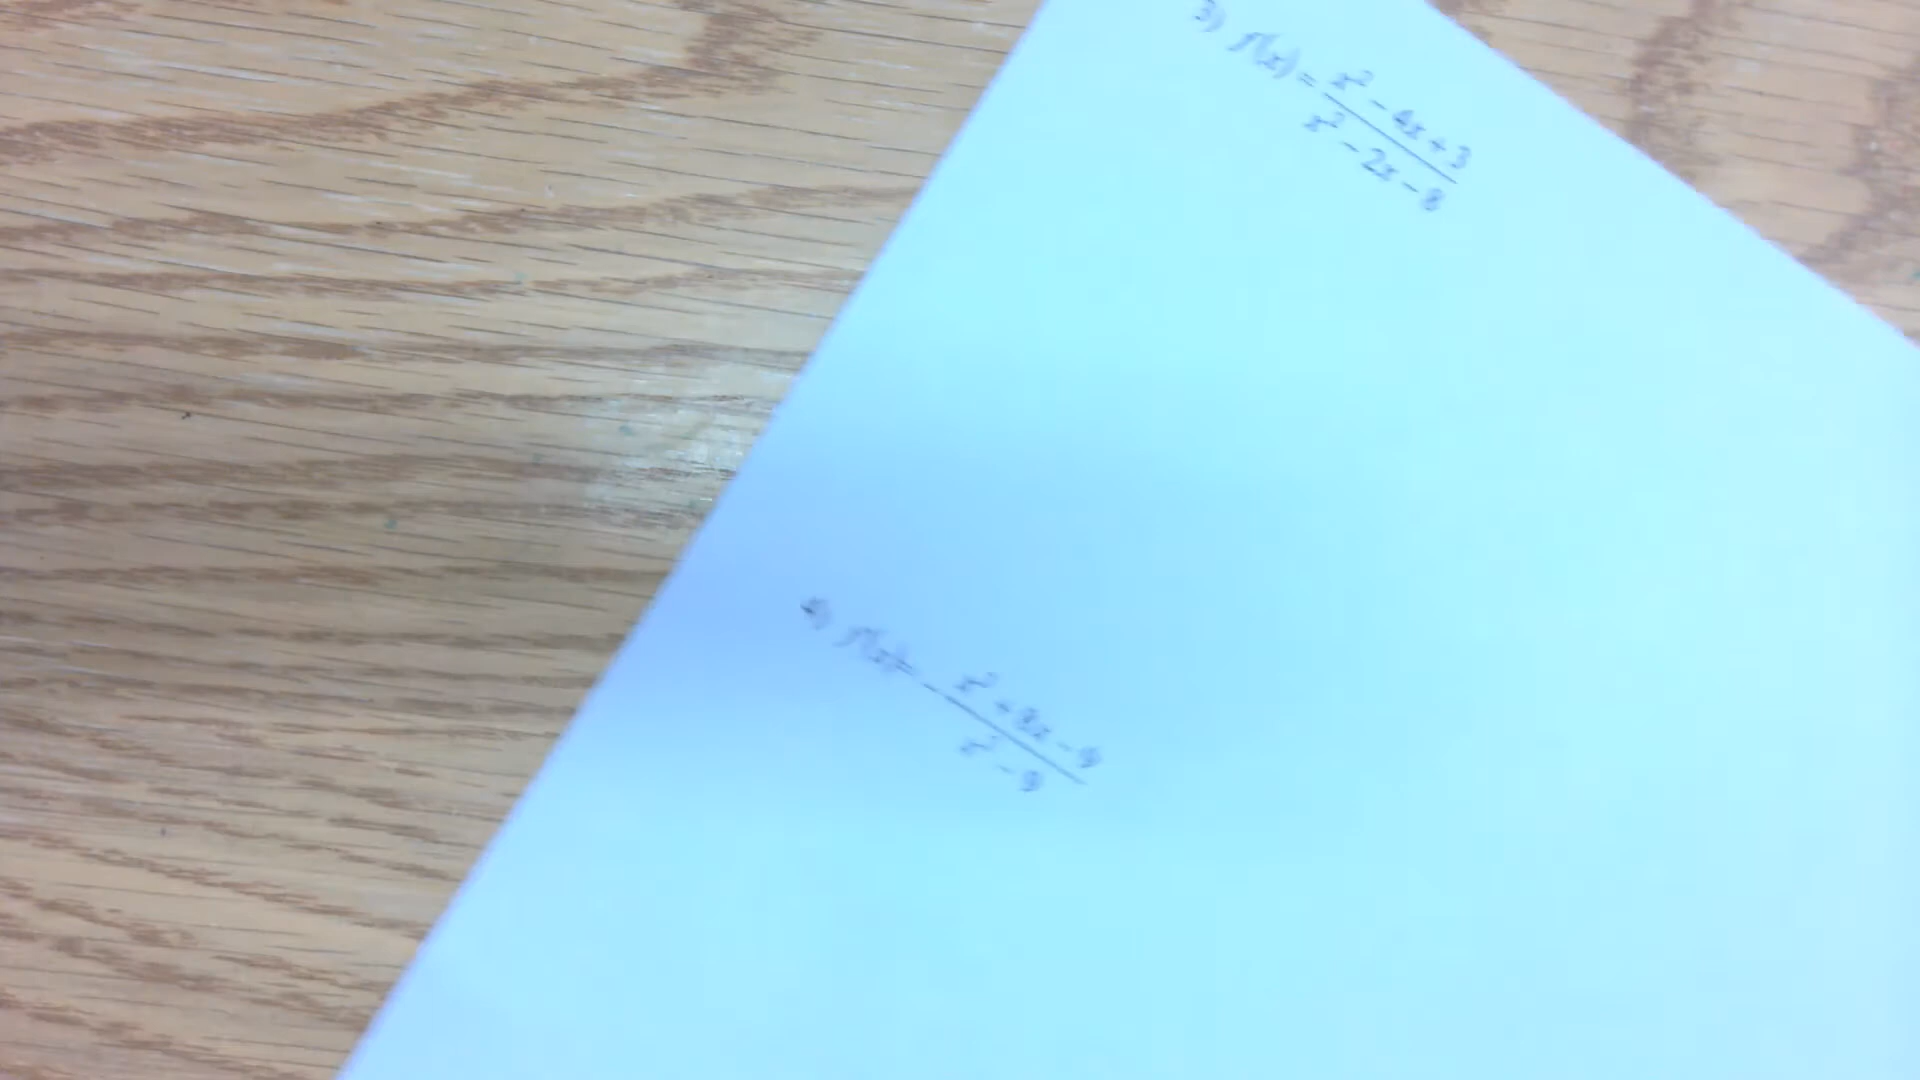 3) f(x) = (x² - 4x + 3)/(x² - 2x - 8)
4) f(x) = - (x² + 8x - 9)/(x² - 9)